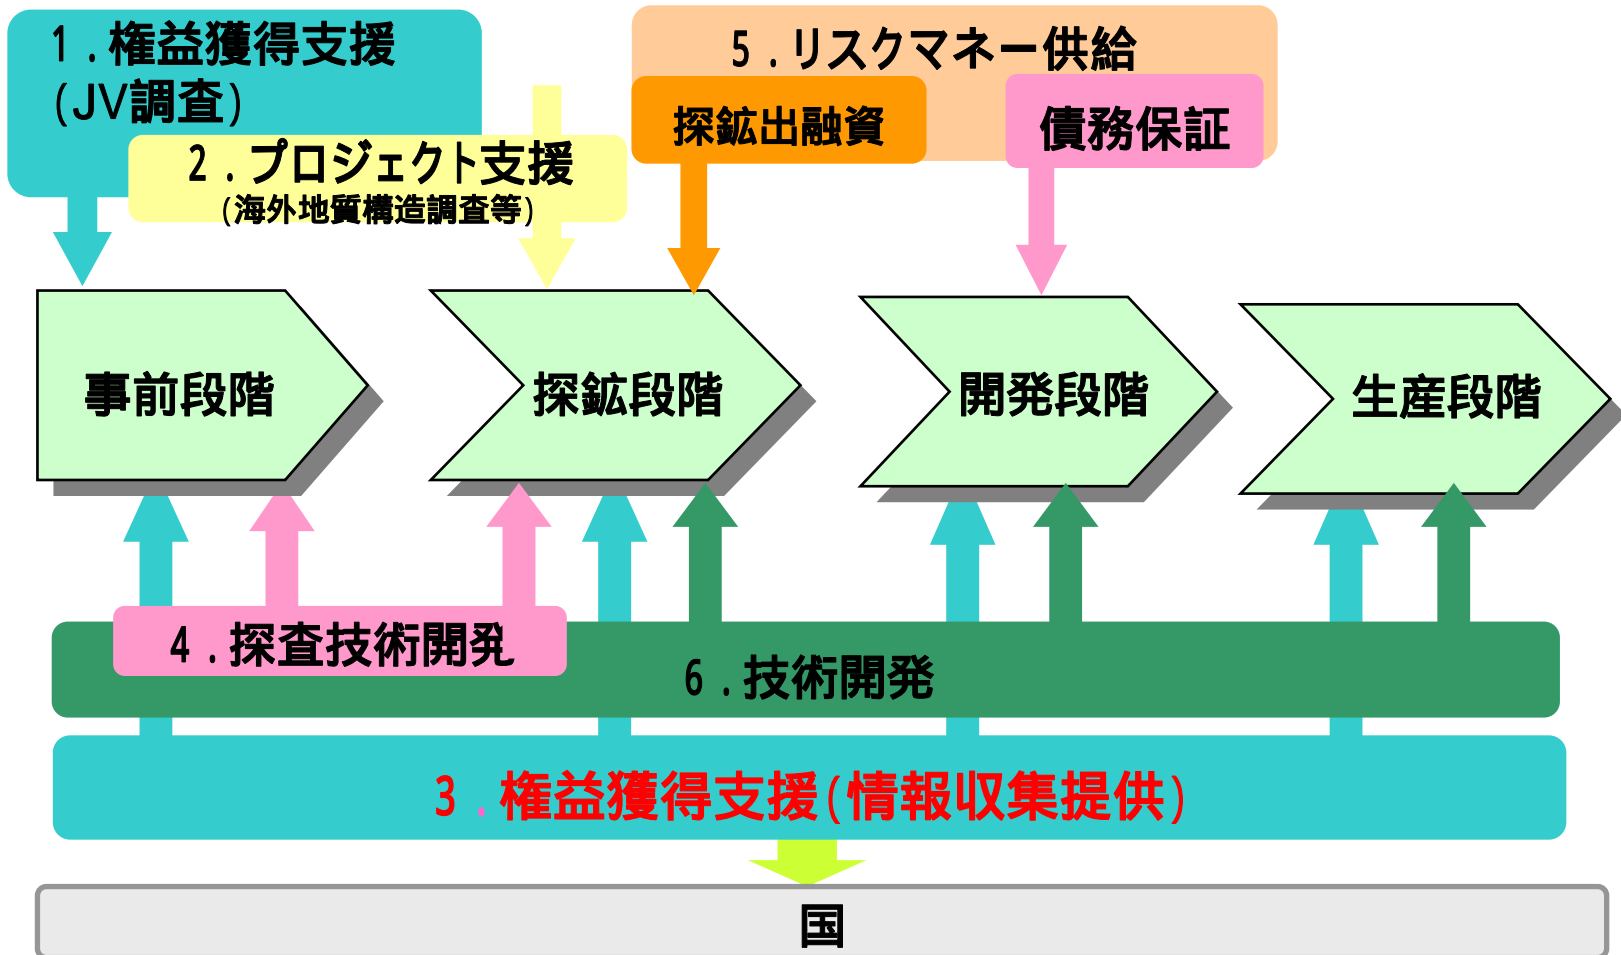 1．権益獲得支援
(JV調査)
2．プロジェクト支援
(海外地質構造調査等)
5．リスクマネー供給
探鉱出融資
債務保証
事前段階
探鉱段階
開発段階
生産段階
4．探査技術開発
6．技術開発
3．権益獲得支援(情報収集提供)
国